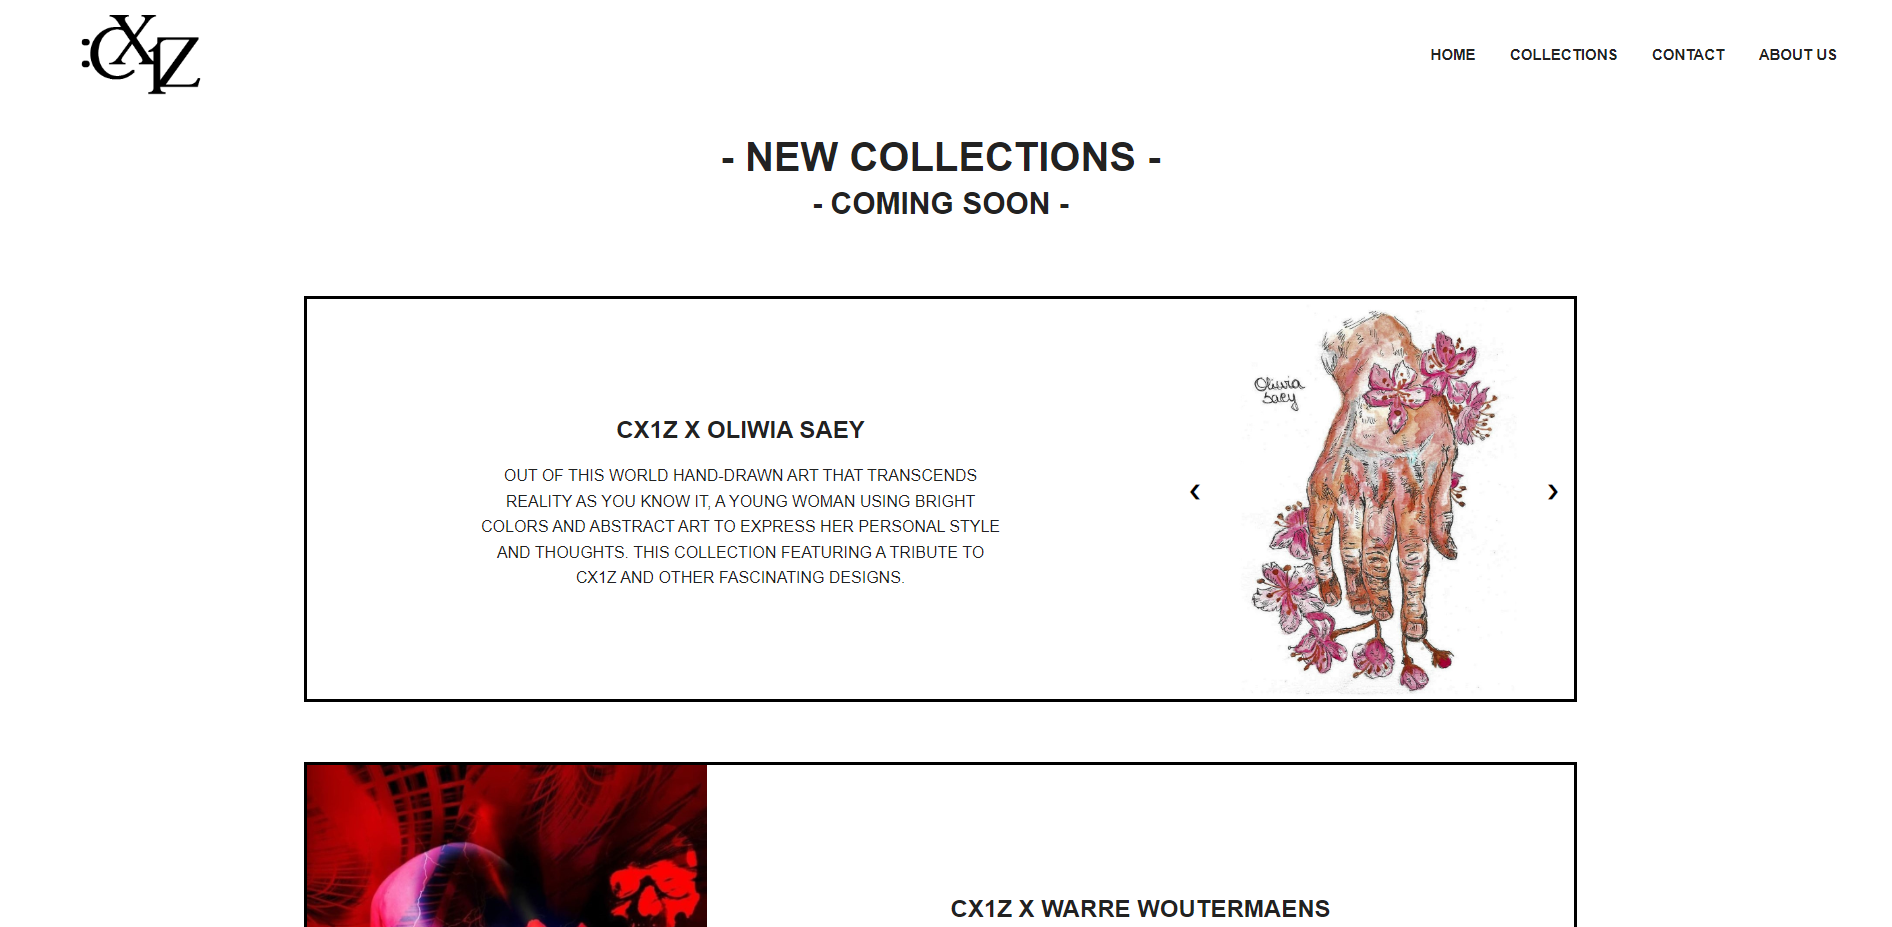 :CX1Z
HOME COLLECTIONS CONTACT ABOUT US
- NEW COLLECTIONS -
- COMING SOON -
CX1Z X OLIWIA SAEY
OUT OF THIS WORLD HAND-DRAWN ART THAT TRANSCENDS
REALITY AS YOU KNOW IT, A YOUNG WOMAN USING BRIGHT
COLORS AND ABSTRACT ART TO EXPRESS HER PERSONAL STYLE
AND THOUGHTS. THIS COLLECTION FEATURING A TRIBUTE TO
CX1Z AND OTHER FASCINATING DESIGNS.
Oliwia
Saey
❮ ❯
CX1Z X WARRE WOUTERMAENS